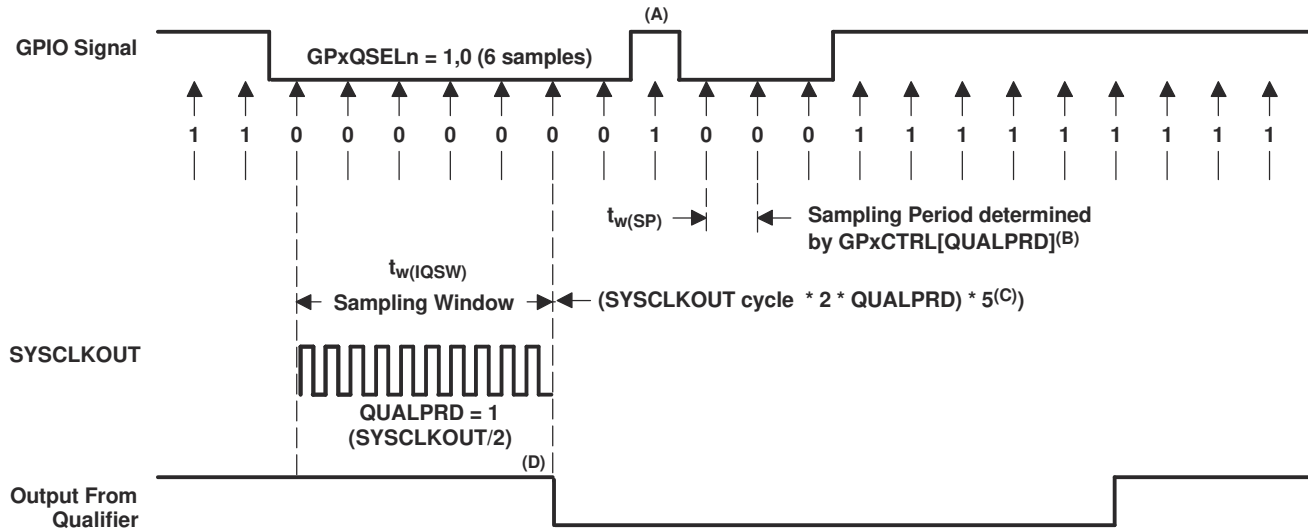 (A)
GPIO Signal
GPxQSELn = 1,0 (6 samples)
1 1 0 0 0 0 0 0 0 1 0 0 0 1 1 1 1 1 1 1 1 1
tw(SP)
Sampling Period determined
by GPxCTRL[QUALPRD](B)
tw(IQSW)
Sampling Window
(SYSCLKOUT cycle * 2 * QUALPRD) * 5(C))
SYSCLKOUT
QUALPRD = 1
(SYSCLKOUT/2)
(D)
Output From
Qualifier